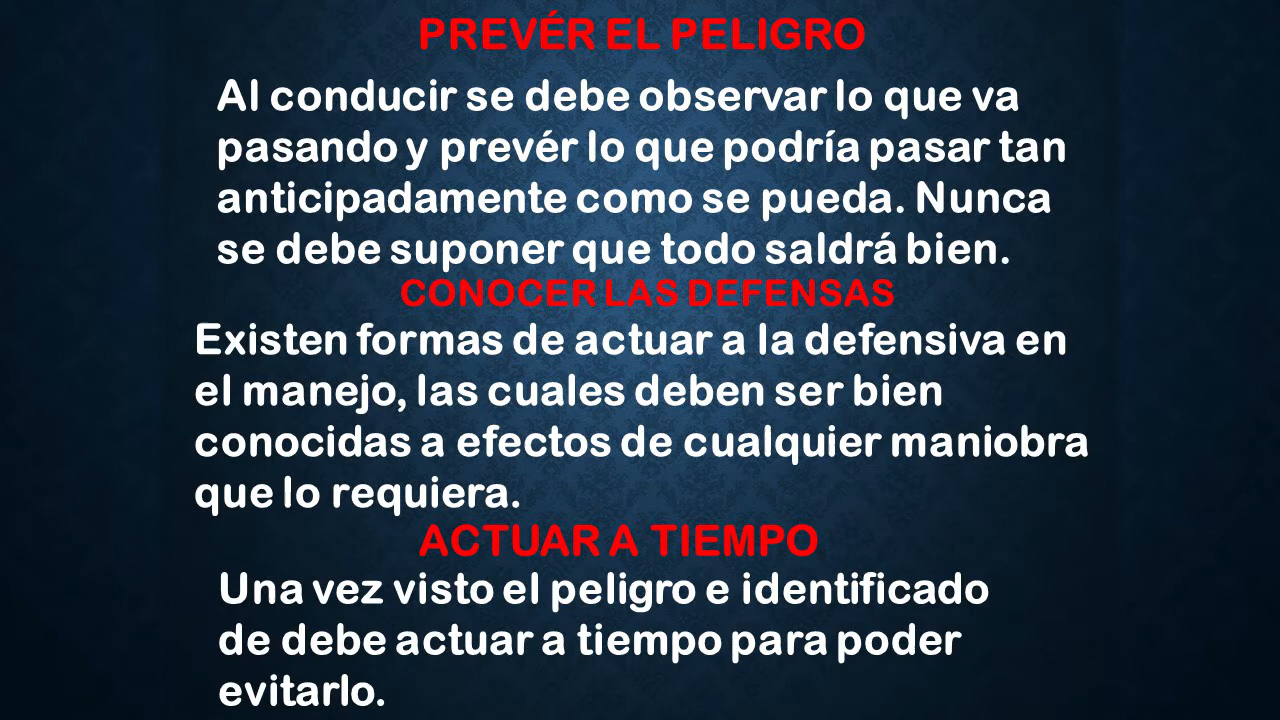 PREVÉR EL PELIGRO
Al conducir se debe observar lo que va
pasando y prevér lo que podría pasar tan
anticipadamente como se pueda. Nunca
se debe suponer que todo saldrá bien.
CONOCER LAS DEFENSAS
Existen formas de actuar a la defensiva en
el manejo, las cuales deben ser bien
conocidas a efectos de cualquier maniobra
que lo requiera.
ACTUAR A TIEMPO
Una vez visto el peligro e identificado
de debe actuar a tiempo para poder
evitarlo.